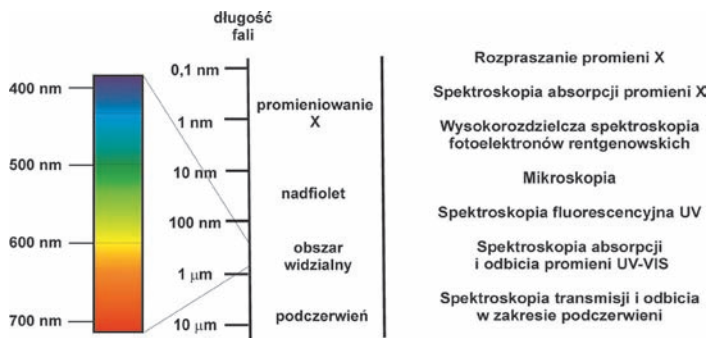 długość
fali
400 nm
500 nm
600 nm
700 nm
0,1 nm
1 nm
10 nm
100 nm
1 μm
10 μm
promieniowanie
X
nadfiolet
obszar
widzialny
podczerwień
Rozpraszanie promieni X
Spektroskopia absorpcji promieni X
Wysokorozdzielcza spektroskopia
fotoelektronów rentgenowskich
Mikroskopia
Spektroskopia fluorescencyjna UV
Spektroskopia absorpcji
i odbicia promieni UV-VIS
Spektroskopia transmisji i odbicia
w zakresie podczerwieni